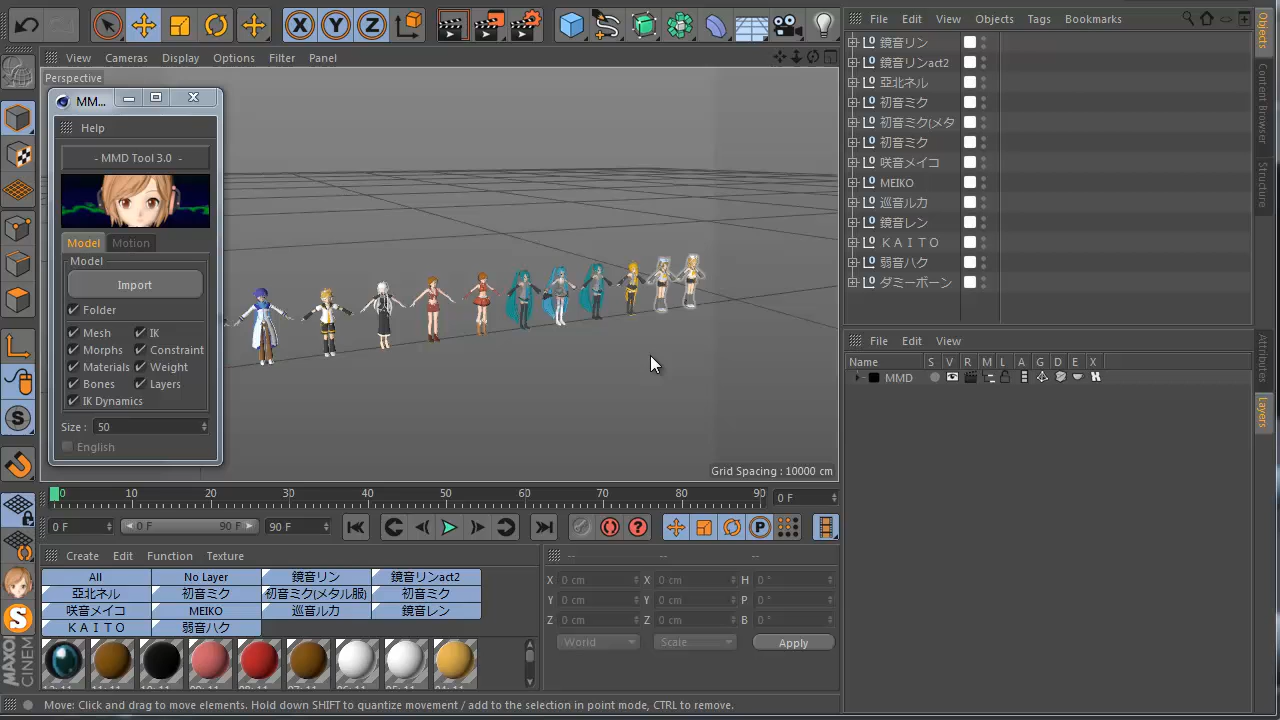 File Edit View Objects Tags Bookmarks
View Cameras Display Options Filter Panel
Perspective
MM...
Help
- MMD Tool 3.0 -
Model Motion
Model
Import
Folder
Mesh IK
Morphs Constraint
Materials Weight
Bones Layers
IK Dynamics
Size : 50
English
Grid Spacing : 10000 cm
鏡音リン
鏡音リンact2
亞北ネル
初音ミク
初音ミク(メタ
初音ミク
咲音メイコ
MEIKO
巡音ルカ
鏡音レン
ＫＡＩＴＯ
弱音ハク
ダミーボーン
Objects
Content Browser
Structure
File Edit View
Name S V R M L A G D E X
MMD
Attributes
Layers
0 10 20 30 40 50 60 70 80 90 0 F
0 F 0 F 90 F 90 F
Create Edit Function Texture
All No Layer 鏡音リン 鏡音リンact2
亞北ネル 初音ミク 初音ミク(メタル服) 初音ミク
咲音メイコ MEIKO 巡音ルカ 鏡音レン
ＫＡＩＴＯ 弱音ハク
-- -- --
X 0 cm X 0 cm H 0 °
Y 0 cm Y 0 cm P 0 °
Z 0 cm Z 0 cm B 0 °
World Scale Apply
Move: Click and drag to move elements. Hold down SHIFT to quantize movement / add to the selection in point mode, CTRL to remove.